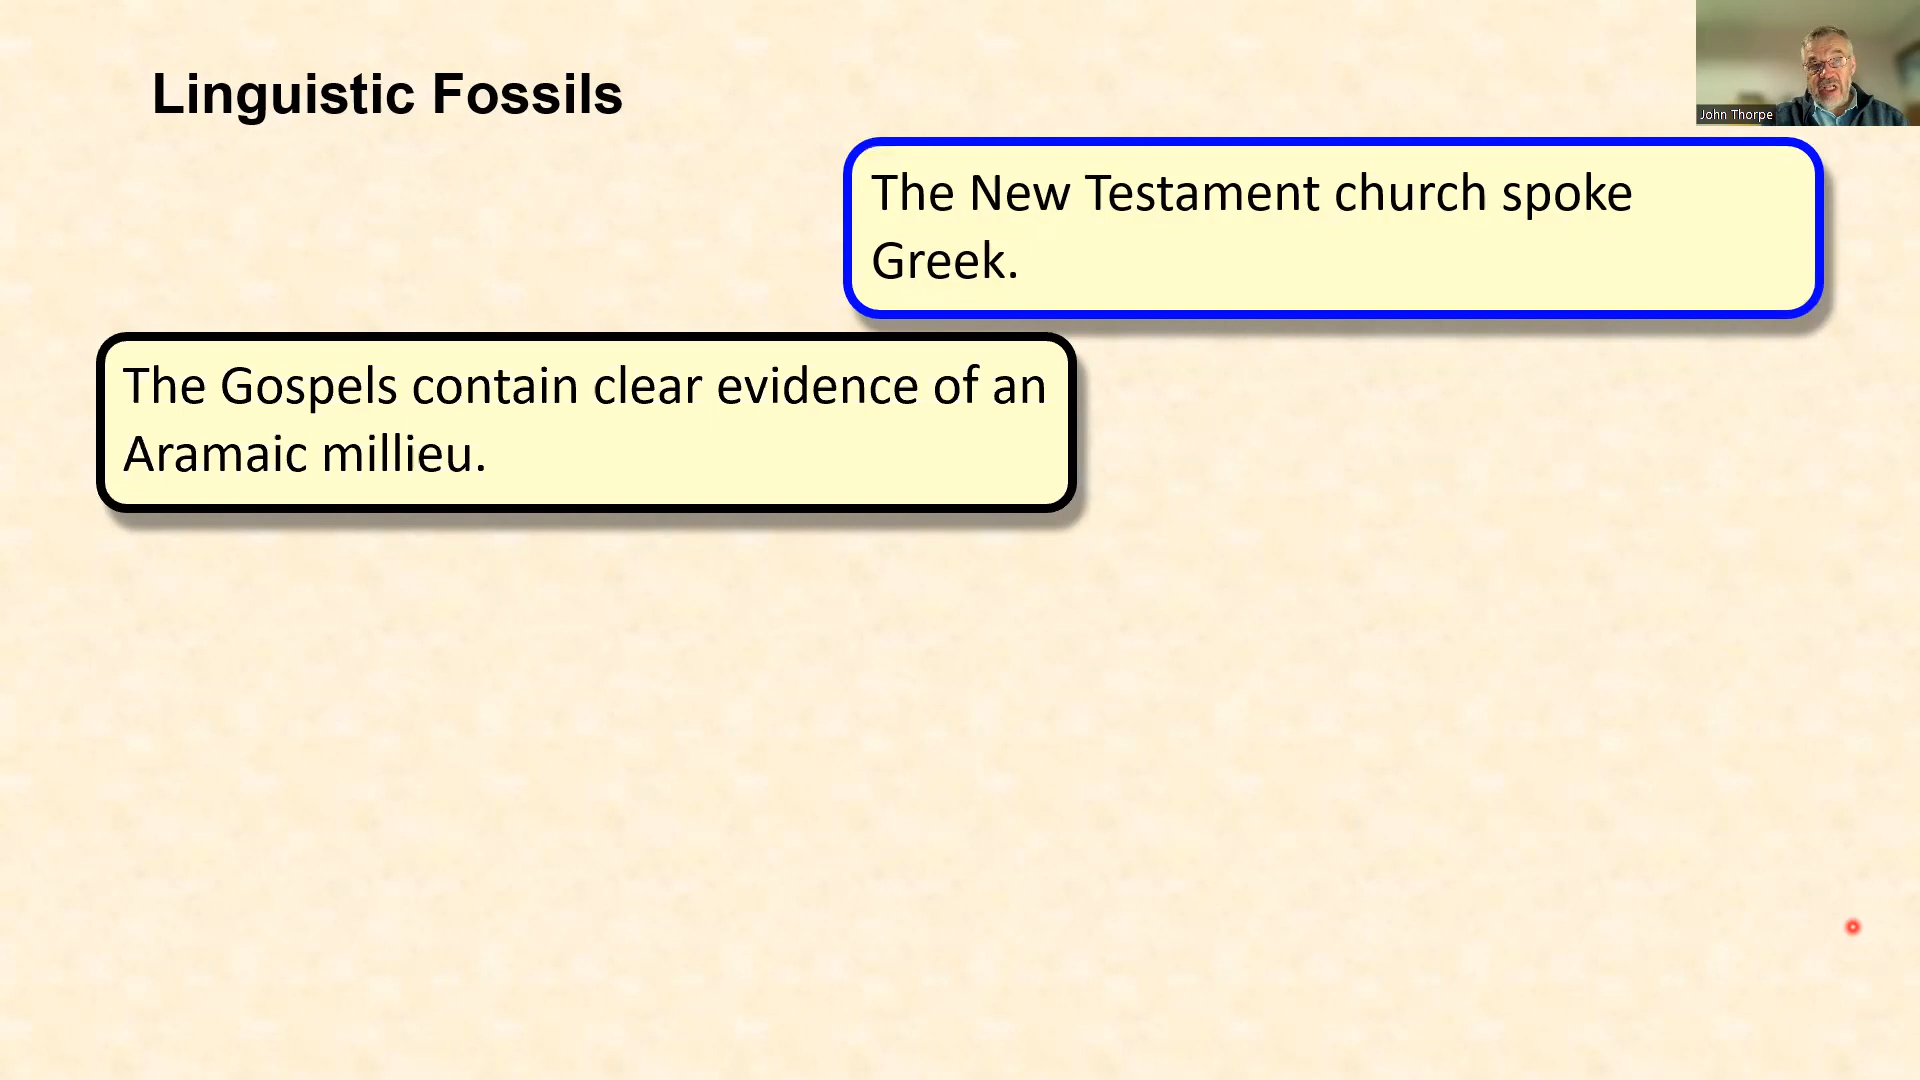 Linguistic Fossils
John Thorpe
The New Testament church spoke
Greek.
The Gospels contain clear evidence of an
Aramaic millieu.